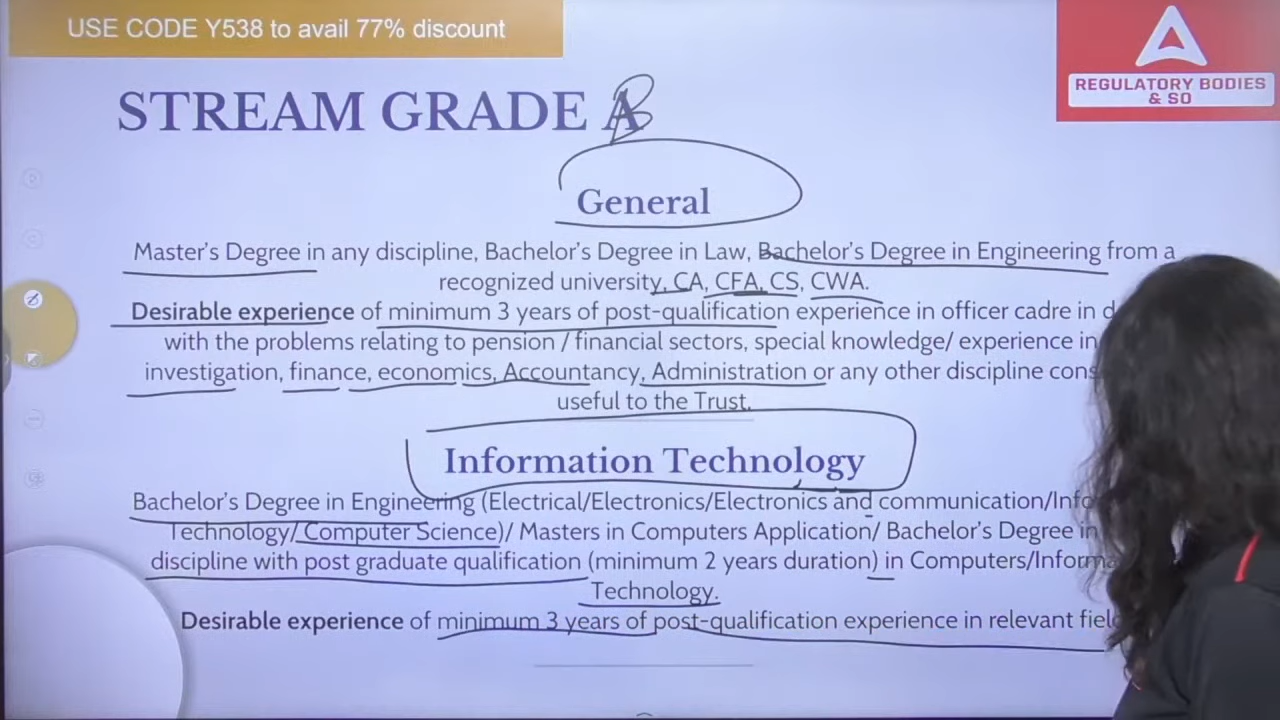 USE CODE Y538 to avail 77% discount
REGULATORY BODIES
& SO
STREAM GRADE B
General
Master's Degree in any discipline, Bachelor's Degree in Law, Bachelor's Degree in Engineering from a
recognized university, CA, CFA, CS, CWA.
Desirable experience of minimum 3 years of post-qualification experience in officer cadre in
with the problems relating to pension / financial sectors, special knowledge/ experience in
investigation, finance, economics, Accountancy, Administration or any other discipline
useful to the Trust.
Information Technology
Bachelor's Degree in Engineering (Electrical/Electronics/Electronics and communication/
Technology/ Computer Science)/ Masters in Computers Application/ Bachelor's Degree in
discipline with post graduate qualification (minimum 2 years duration) in Computers/
Technology.
Desirable experience of minimum 3 years of post-qualification experience in relevant